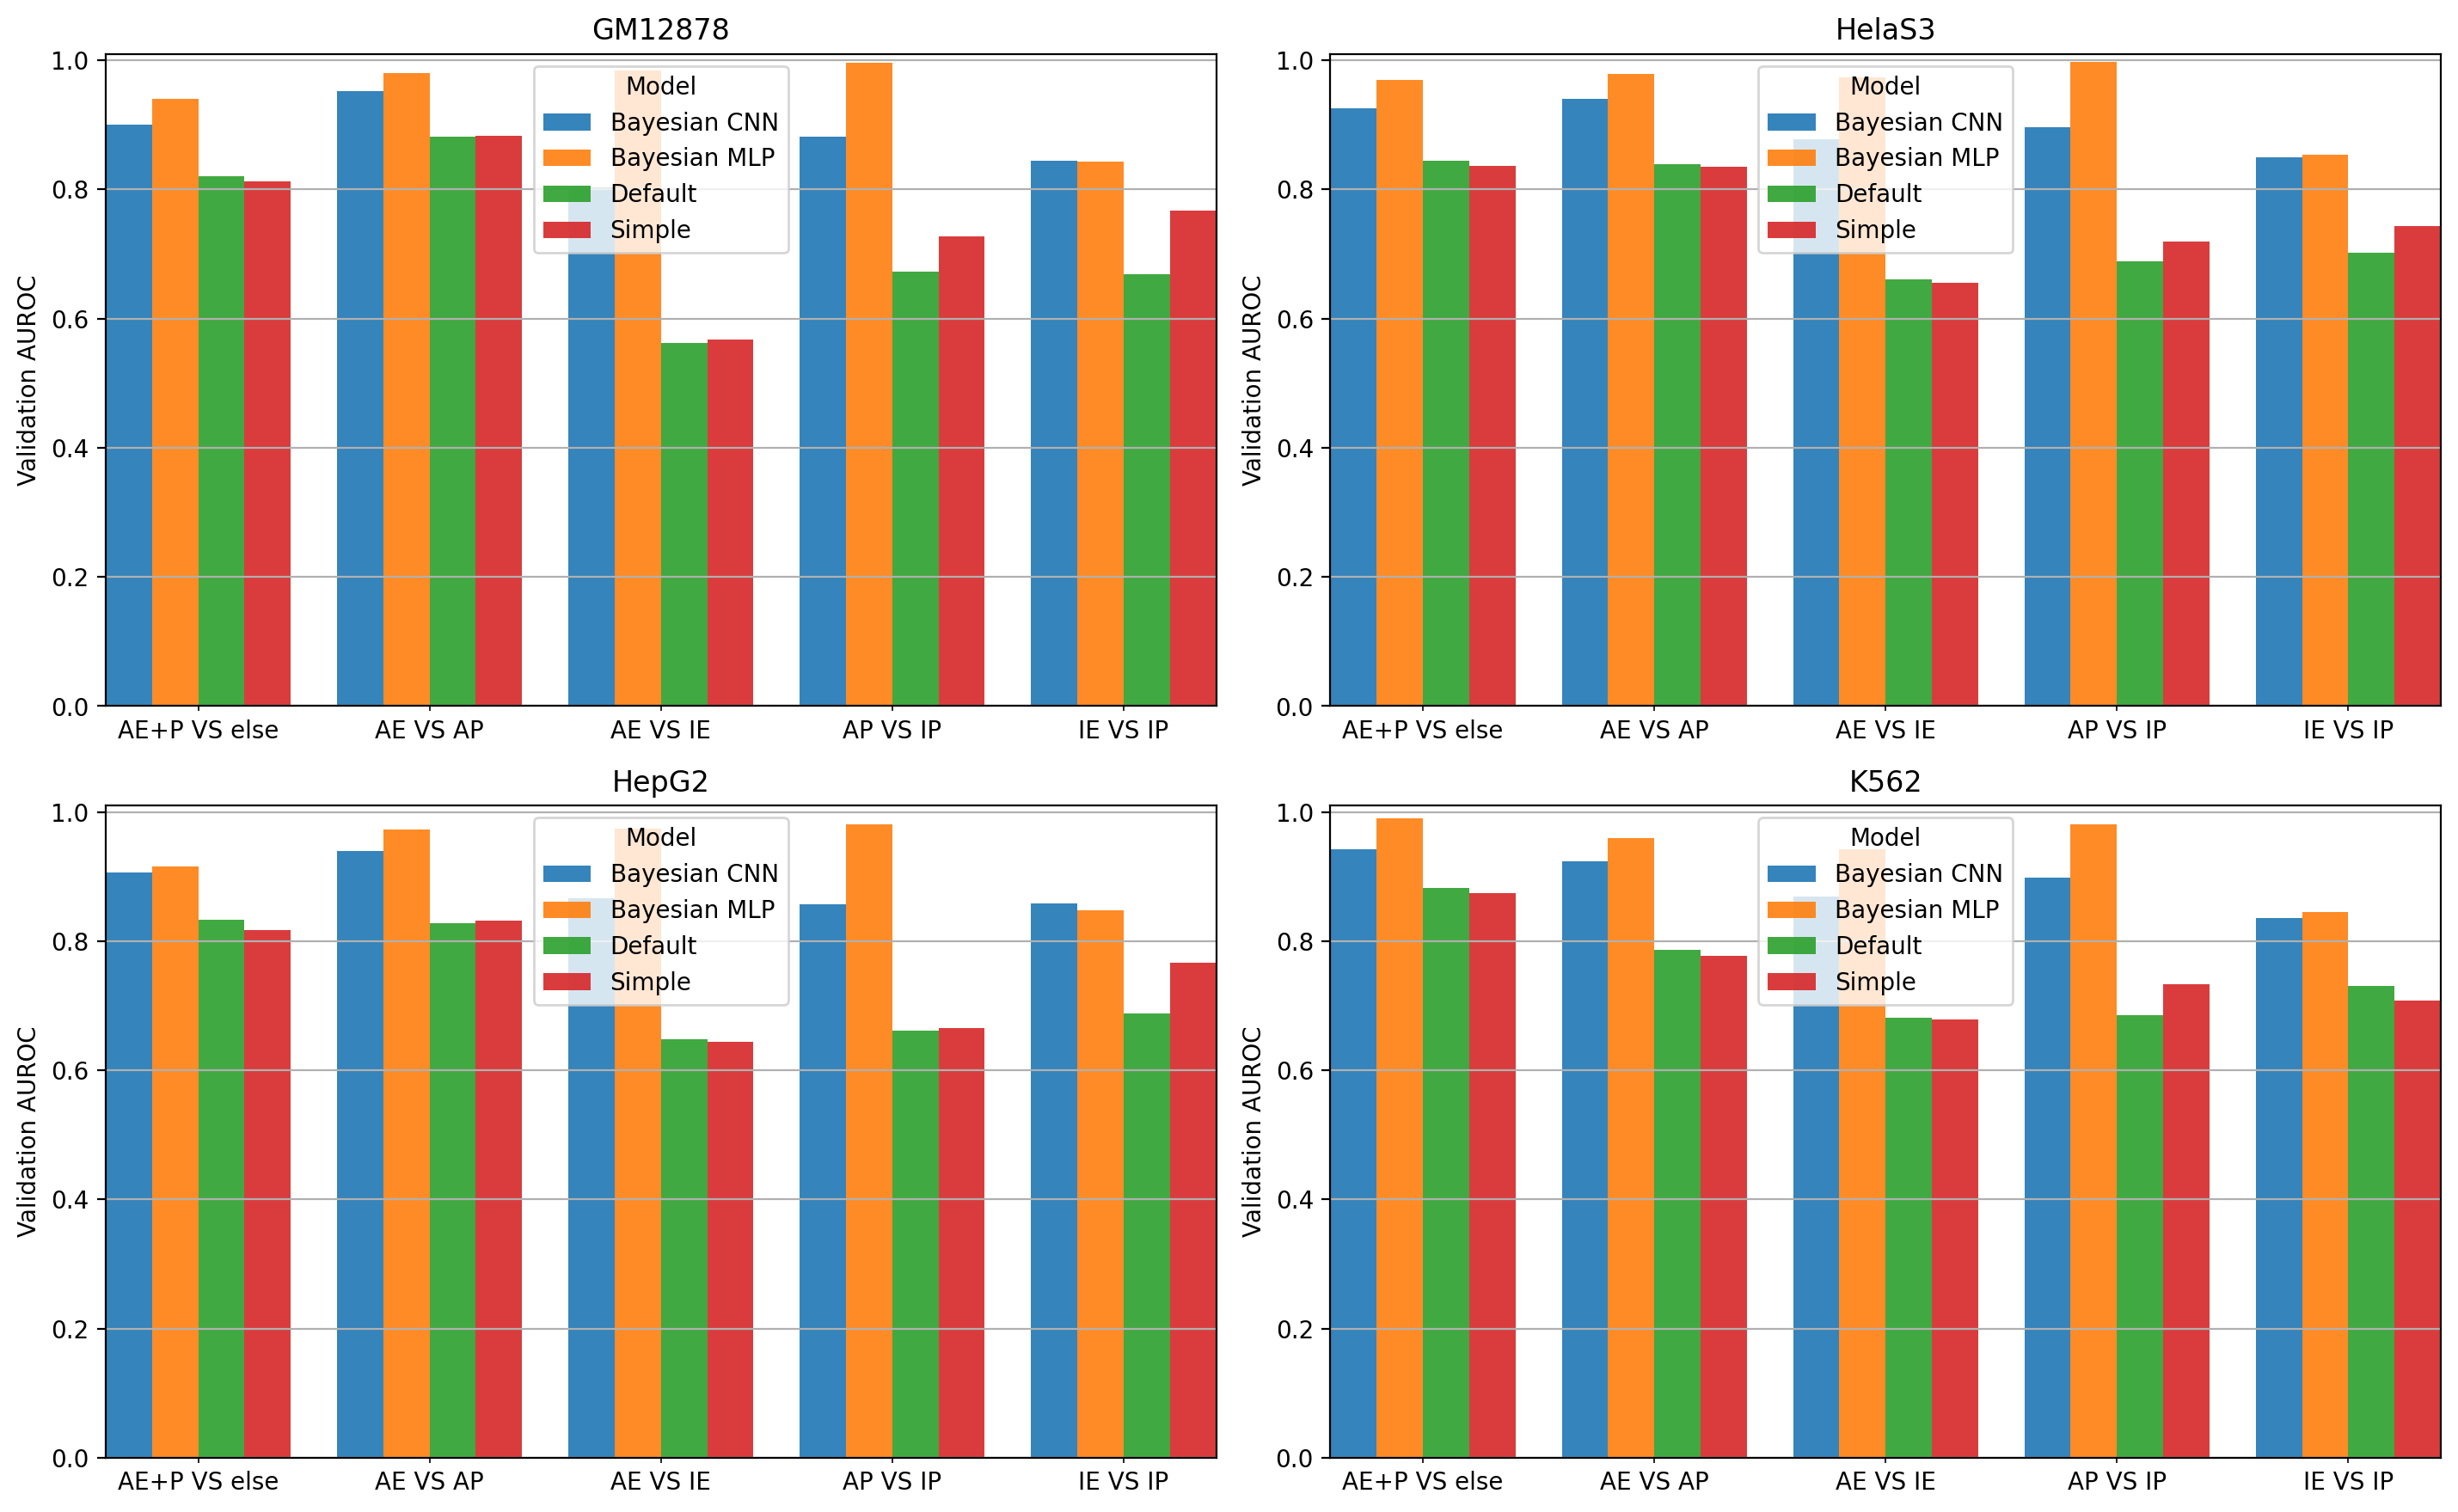 GM12878
Validation AUROC
1.0
0.8
0.6
0.4
0.2
0.0
Model
Bayesian CNN
Bayesian MLP
Default
Simple
AE+P VS else
AE VS AP
AE VS IE
AP VS IP
IE VS IP
HelaS3
Validation AUROC
1.0
0.8
0.6
0.4
0.2
0.0
Model
Bayesian CNN
Bayesian MLP
Default
Simple
AE+P VS else
AE VS AP
AE VS IE
AP VS IP
IE VS IP
HepG2
Validation AUROC
1.0
0.8
0.6
0.4
0.2
0.0
Model
Bayesian CNN
Bayesian MLP
Default
Simple
AE+P VS else
AE VS AP
AE VS IE
AP VS IP
IE VS IP
K562
Validation AUROC
1.0
0.8
0.6
0.4
0.2
0.0
Model
Bayesian CNN
Bayesian MLP
Default
Simple
AE+P VS else
AE VS AP
AE VS IE
AP VS IP
IE VS IP